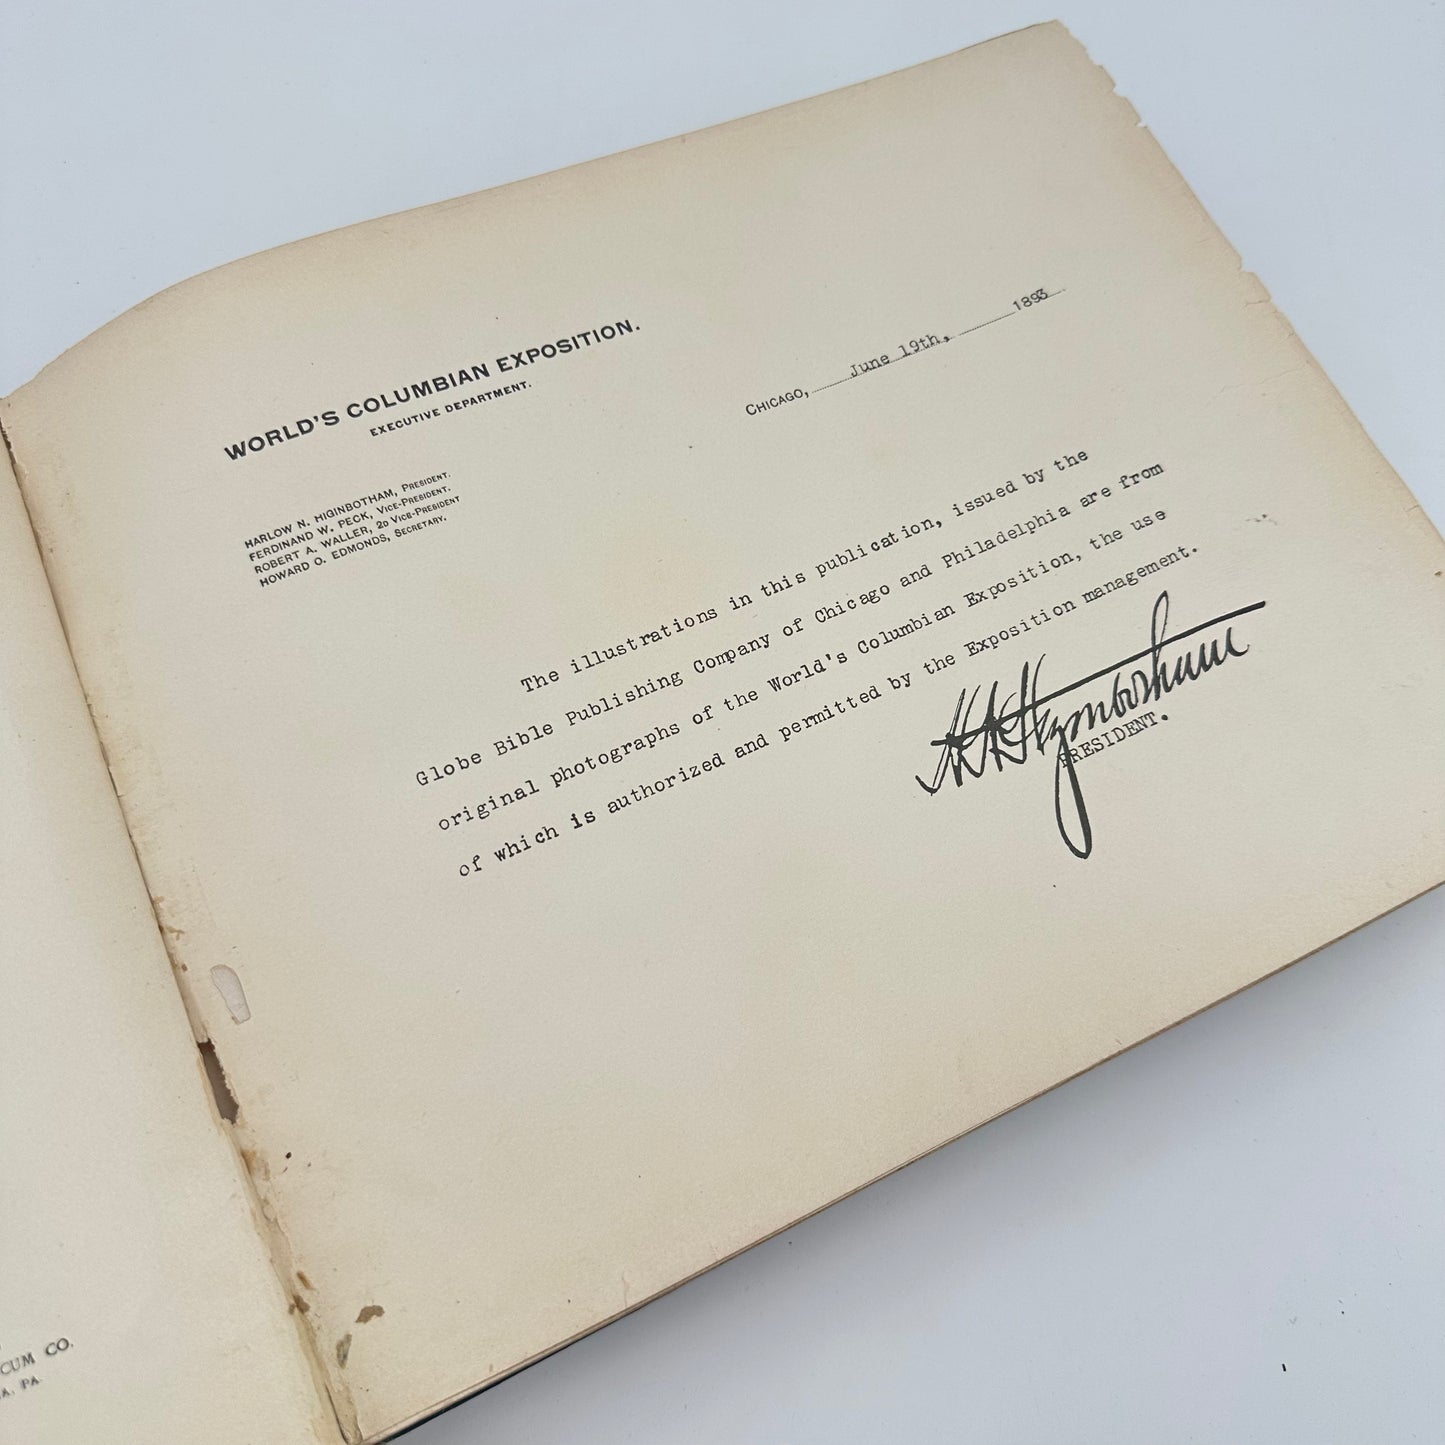 WORLD'S COLUMBIAN EXPOSITION.
EXECUTIVE DEPARTMENT.
HARLOW N. HIGINBOTHAM, PRESIDENT.
FERDINAND W. PECK, VICE-PRESIDENT.
ROBERT A. WALLER, 2D VICE-PRESIDENT
HOWARD O. EDMONDS, SECRETARY.
CHICAGO, June 19th, 1893
The illustrations in this publication, issued by the
Globe Bible Publishing Company of Chicago and Philadelphia are from
original photographs of the World's Columbian Exposition, the use
of which is authorized and permitted by the Exposition management.
H N Higinbotham
PRESIDENT.
CUM CO.
A, PA